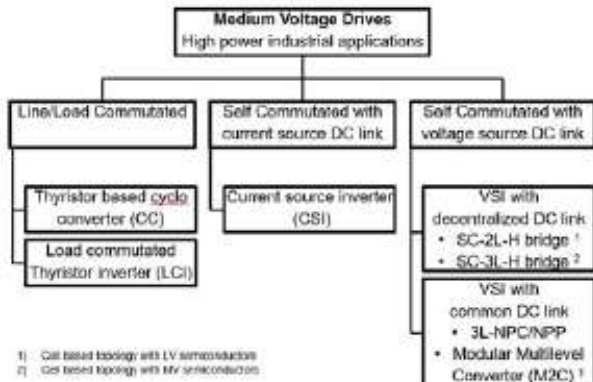 Medium Voltage Drives
High power industrial applications
Line/Load Commutated
Self Commutated with
current source DC link
Self Commutated with
voltage source DC link
Thyristor based cyclo
converter (CC)
Load commutated
Thyristor inverter (LCI)
Current source inverter
(CSI)
VSI with
decentralized DC link
• SC-2L-H bridge ¹
• SC-3L-H bridge ²
VSI with
common DC link
• 3L-NPC/NPP
• Modular Multilevel
Converter (M2C) ¹
1) Cell based topology with LV semiconductors
2) Cell based topology with MV semiconductors